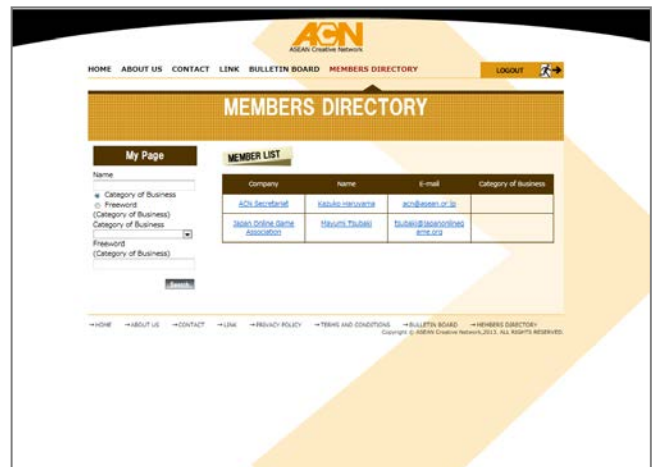 ACN
ASEAN Creative Network
HOME ABOUT US CONTACT LINK BULLETIN BOARD MEMBERS DIRECTORY
LOGOUT
MEMBERS DIRECTORY
My Page
Name
Category of Business
Freeword
(Category of Business)
Category of Business
Freeword
(Category of Business)
Search
MEMBER LIST
Company Name E-mail Category of Business
ACN Secretariat Kazuko Haruyama acn@asean.or.jp
Japan Online Game Association Mayumi Tsubaki tsubaki@japanonlinegame.org
→HOME →ABOUT US →CONTACT →LINK →PRIVACY POLICY →TERMS AND CONDITIONS →BULLETIN BOARD →MEMBERS DIRECTORY
Copyright © ASEAN Creative Network,2013, ALL RIGHTS RESERVED.